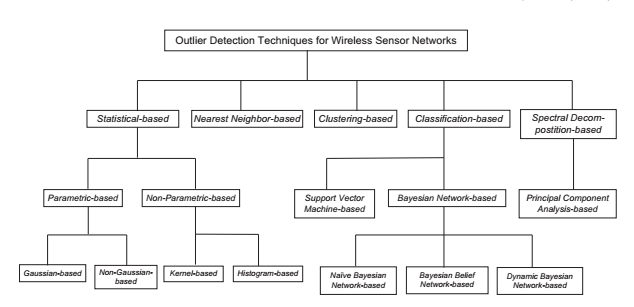 Outlier Detection Techniques for Wireless Sensor Networks
Statistical-based
Nearest Neighbor-based
Clustering-based
Classification-based
Spectral Decom-
postition-based
Parametric-based
Non-Parametric-based
Support Vector
Machine-based
Bayesian Network-based
Principal Component
Analysis-based
Gaussian-based
Non-Gaussian-
based
Kernel-based
Histogram-based
Naïve Bayesian
Network-based
Bayesian Belief
Network-based
Dynamic Bayesian
Network-based